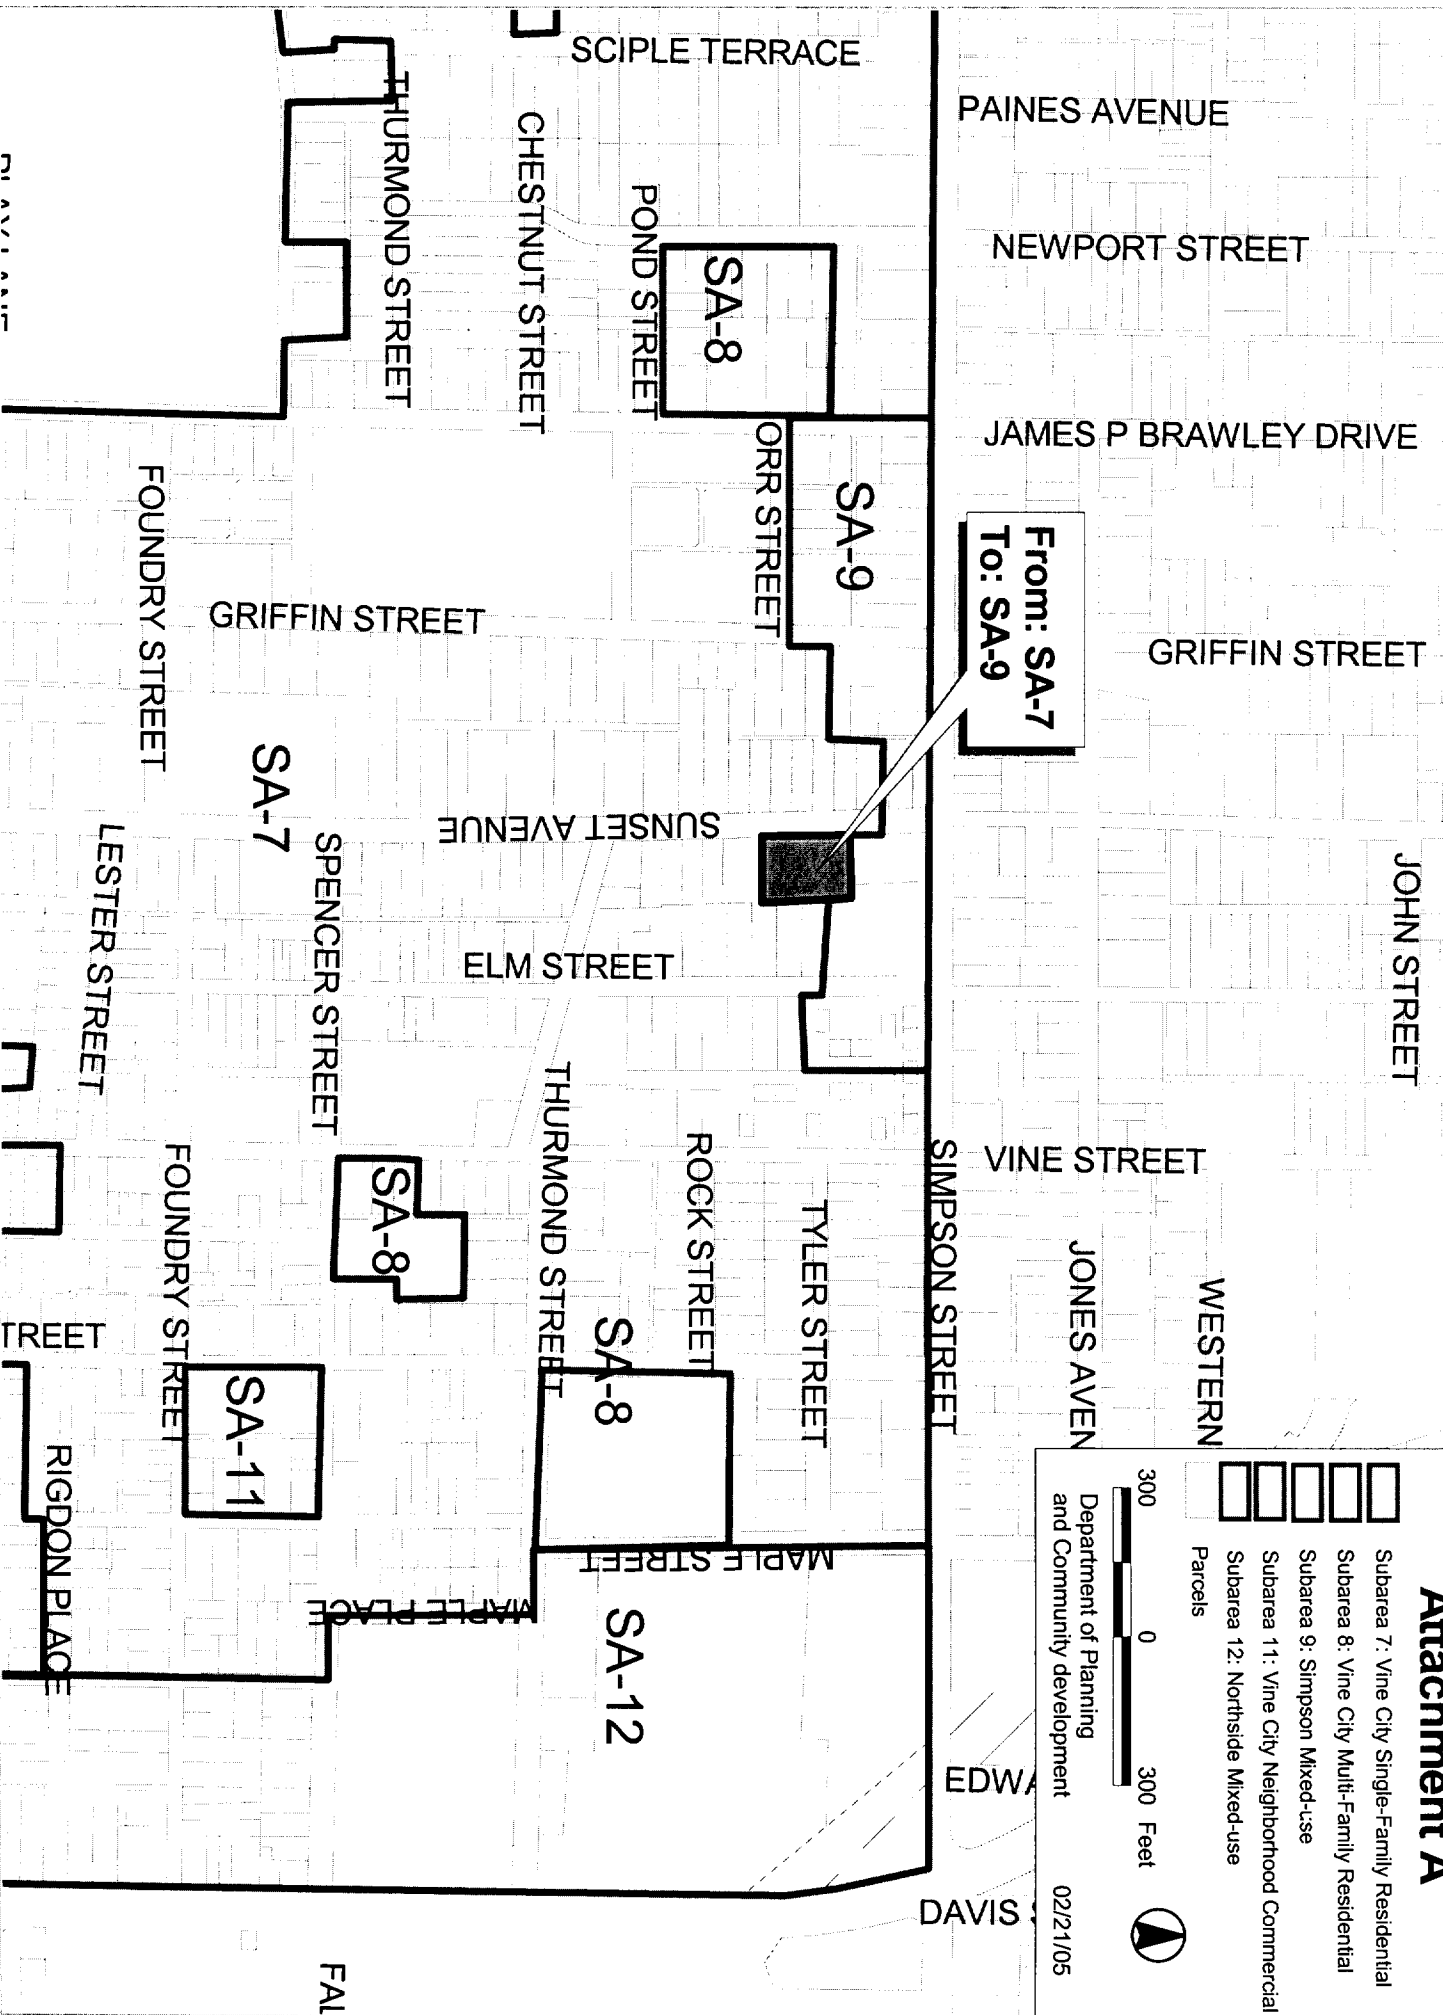 Attachment A
Subarea 7: Vine City Single-Family Residential
Subarea 8: Vine City Multi-Family Residential
Subarea 9: Simpson Mixed-use
Subarea 11: Vine City Neighborhood Commercial
Subarea 12: Northside Mixed-use
Parcels
300 0 300 Feet
Department of Planning
and Community development
02/21/05
From: SA-7
To: SA-9
SCIPLE TERRACE
PAINES AVENUE
NEWPORT STREET
JAMES P BRAWLEY DRIVE
GRIFFIN STREET
JOHN STREET
VINE STREET
JONES AVEN
WESTERN
SIMPSON STREET
EDWA
DAVIS
THURMOND STREET
CHESTNUT STREET
POND STREET
SA-8
ORR STREET
SA-9
FOUNDRY STREET
GRIFFIN STREET
SA-7
SUNSET AVENUE
LESTER STREET
SPENCER STREET
ELM STREET
THURMOND STREET
ROCK STREET
TYLER STREET
SA-8
SA-8
FOUNDRY STREET
TREET
SA-11
RIGDON PLACE
MAPLE STREET
MAPLE PLACE
SA-12
FAL